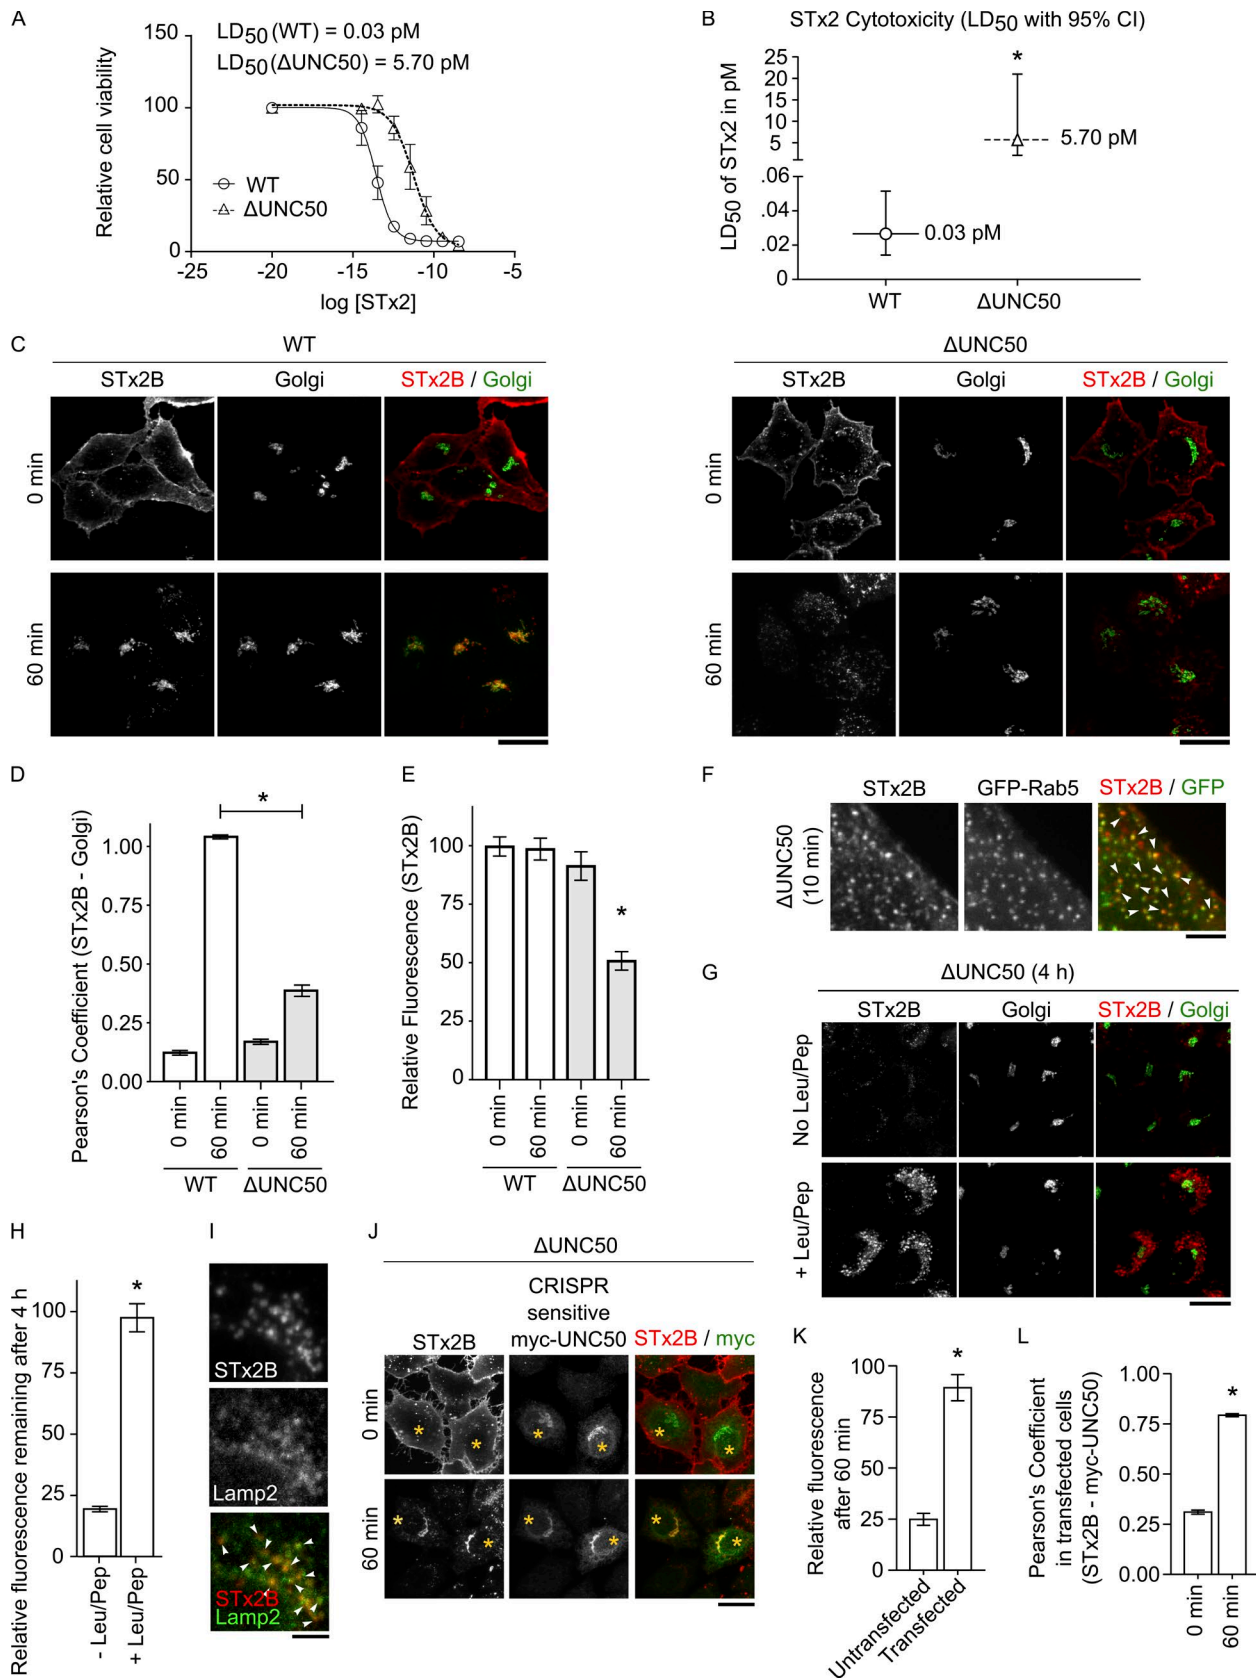 A
LD50 (WT) = 0.03 pM
LD50 (ΔUNC50) = 5.70 pM
Relative cell viability
150
100
50
0
WT
ΔUNC50
-25
-20
-15
-10
-5
log [STx2]
B
STx2 Cytotoxicity (LD50 with 95% CI)
LD50 of STx2 in pM
25
20
15
10
5
.06
.04
.02
0
*
5.70 pM
0.03 pM
WT
ΔUNC50
C
WT
STx2B
Golgi
STx2B / Golgi
0 min
60 min
ΔUNC50
STx2B
Golgi
STx2B / Golgi
0 min
60 min
D
Pearson's Coefficient (STx2B - Golgi)
1.00
0.75
0.50
0.25
0.00
*
0 min
60 min
0 min
60 min
WT
ΔUNC50
E
Relative Fluorescence (STx2B)
100
75
50
25
0
*
0 min
60 min
0 min
60 min
WT
ΔUNC50
F
STx2B
GFP-Rab5
STx2B / GFP
ΔUNC50
(10 min)
G
ΔUNC50 (4 h)
STx2B
Golgi
STx2B / Golgi
No Leu/Pep
+ Leu/Pep
H
Relative fluorescence remaining after 4 h
100
75
50
25
0
*
- Leu/Pep
+ Leu/Pep
I
STx2B
Lamp2
STx2B
Lamp2
J
ΔUNC50
CRISPR
sensitive
STx2B
myc-UNC50
STx2B / myc
0 min
* * * * * *
60 min
* * * * * *
K
Relative fluorescence
after 60 min
100
75
50
25
0
*
Untransfected
Transfected
L
Pearson's Coefficient
in transfected cells
(STx2B - myc-UNC50)
1.00
0.75
0.50
0.25
0.00
*
0 min
60 min